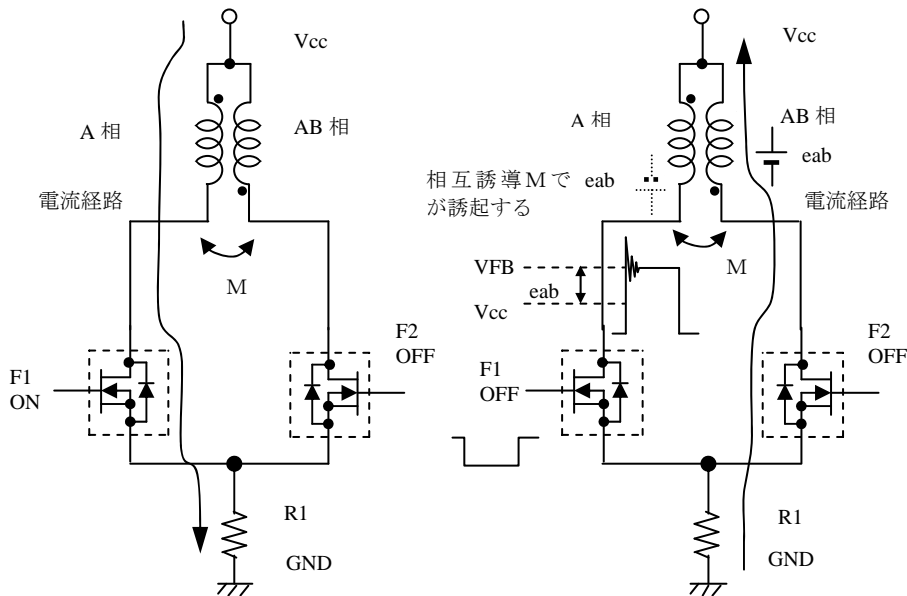 Vcc
A 相
AB 相
電流経路
M
F1
ON
F2
OFF
R1
GND
Vcc
A 相
AB 相
eab
相互誘導Mで eab
が誘起する
電流経路
VFB
eab
Vcc
M
F1
OFF
F2
OFF
R1
GND